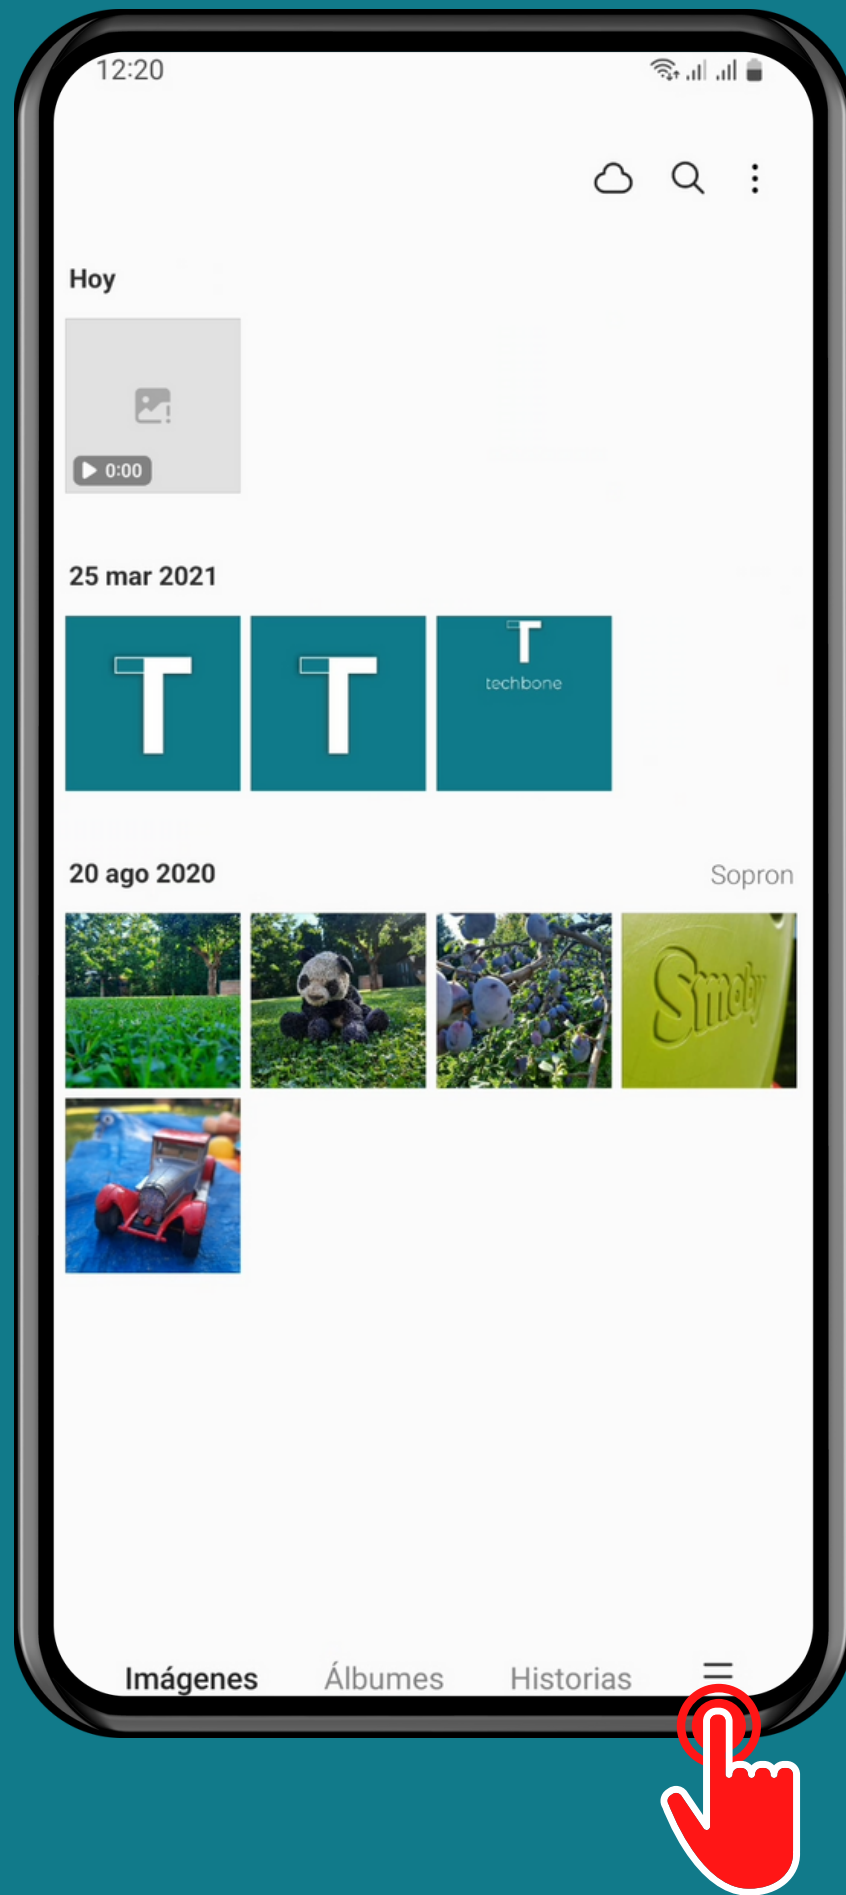 12:20
Hoy
0:00
25 mar 2021
T
T
T
techbone
20 ago 2020
Sopron
Smoby
Imágenes
Álbumes
Historias